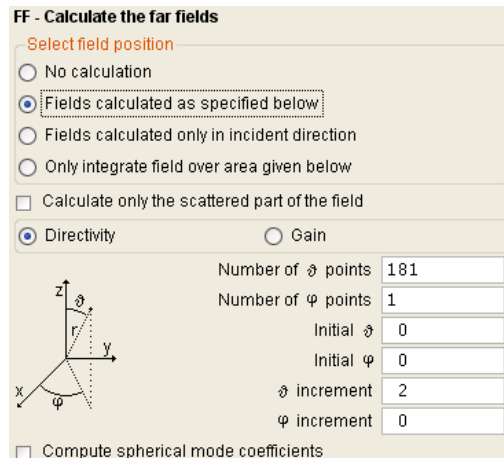 FF - Calculate the far fields
Select field position
No calculation
Fields calculated as specified below
Fields calculated only in incident direction
Only integrate field over area given below
Calculate only the scattered part of the field
Directivity Gain
Number of ϑ points 181
Number of φ points 1
Initial ϑ 0
Initial φ 0
ϑ increment 2
φ increment 0
z ϑ
r
y
x φ
Compute spherical mode coefficients